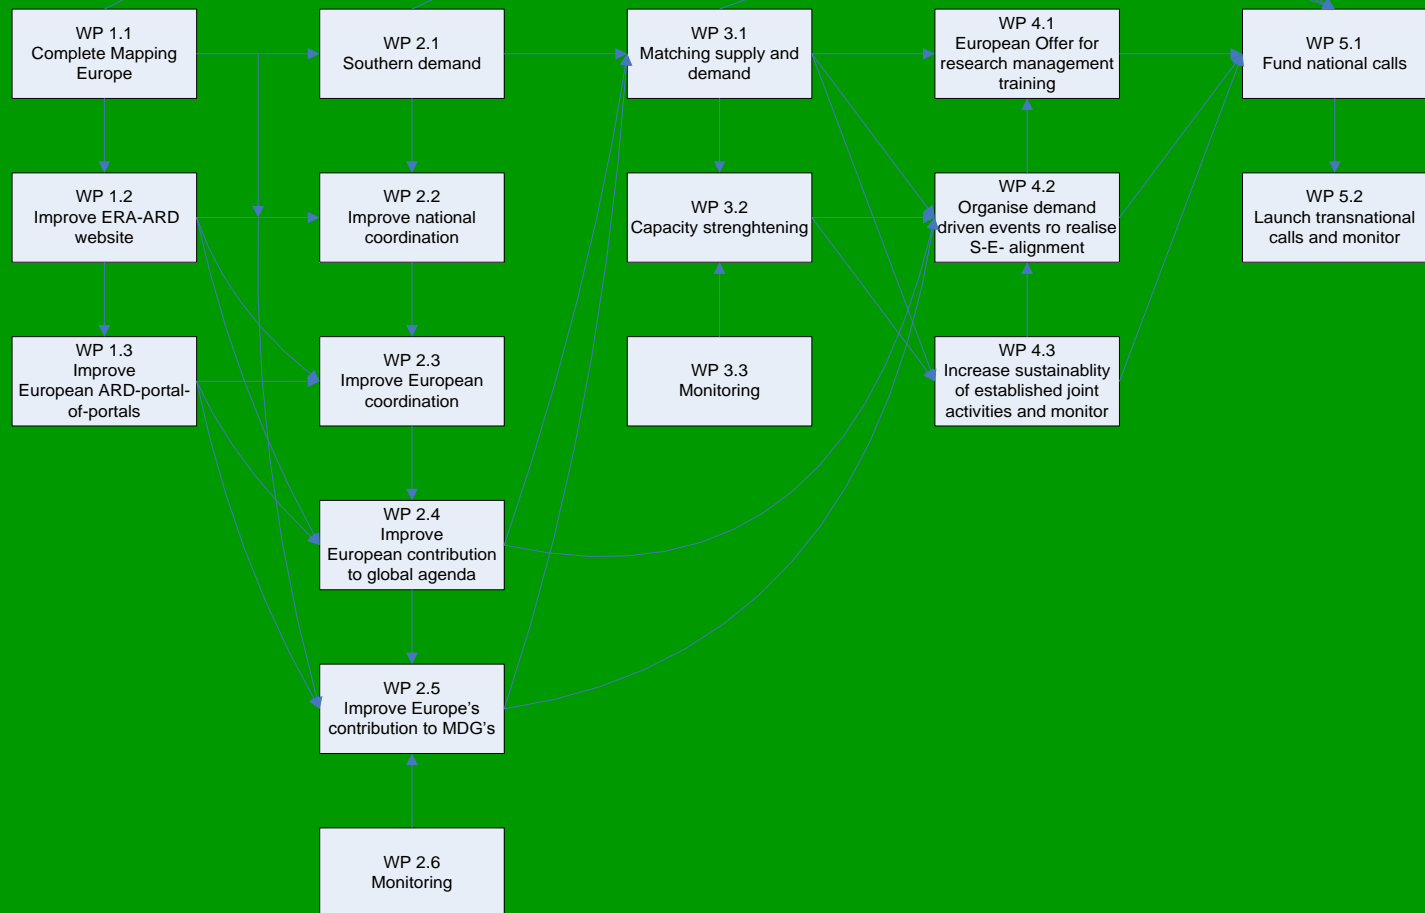 WP 1.1
Complete Mapping
Europe
WP 2.1
Southern demand
WP 3.1
Matching supply and
demand
WP 4.1
European Offer for
research management
training
WP 5.1
Fund national calls
WP 1.2
Improve ERA-ARD
website
WP 2.2
Improve national
coordination
WP 3.2
Capacity strenghtening
WP 4.2
Organise demand
driven events ro realise
S-E- alignment
WP 5.2
Launch transnational
calls and monitor
WP 1.3
Improve
European ARD-portal-
of-portals
WP 2.3
Improve European
coordination
WP 3.3
Monitoring
WP 4.3
Increase sustainablity
of established joint
activities and monitor
WP 2.4
Improve
European contribution
to global agenda
WP 2.5
Improve Europe's
contribution to MDG's
WP 2.6
Monitoring